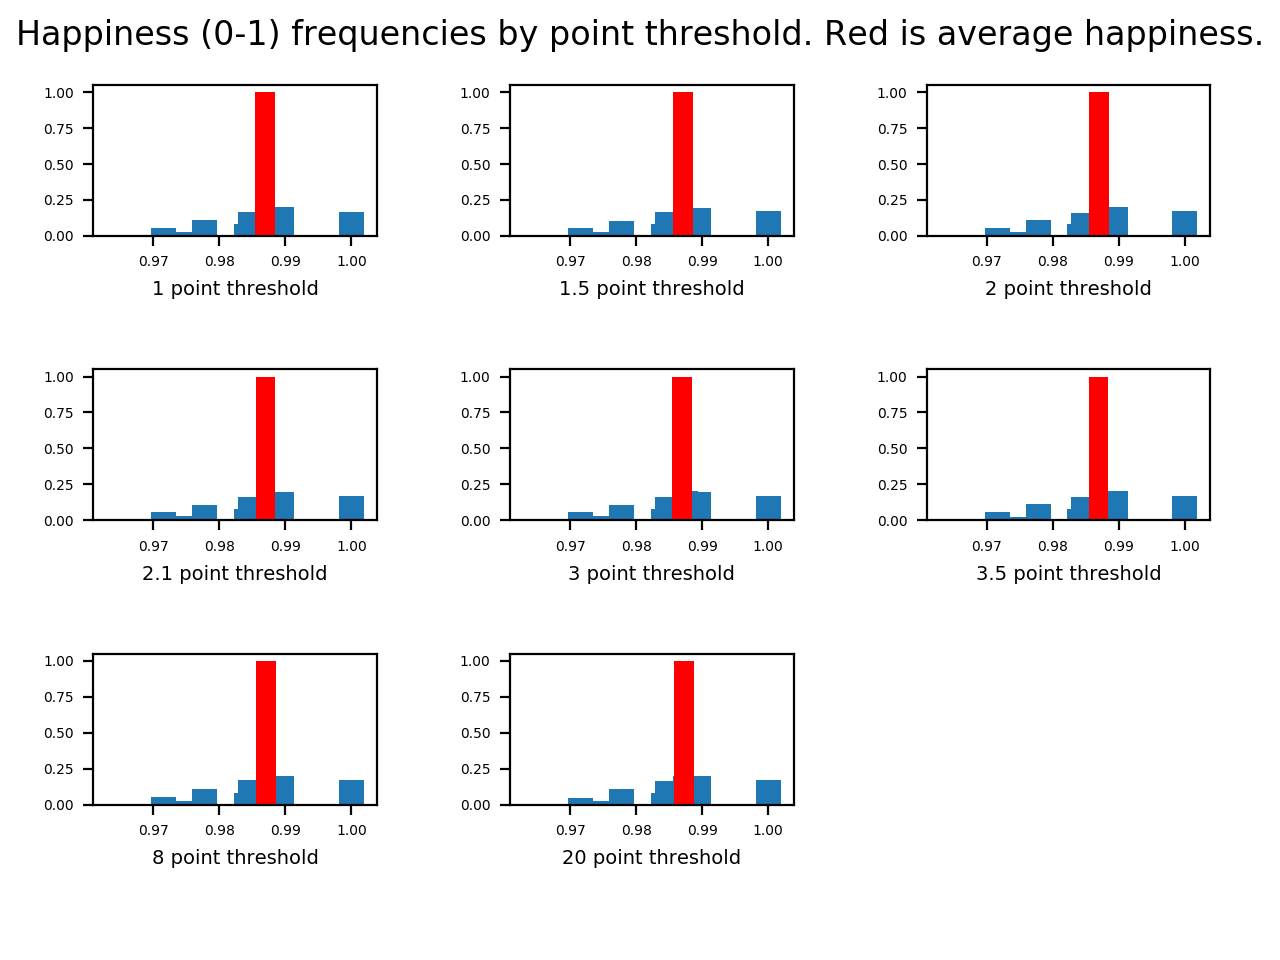 Happiness (0-1) frequencies by point threshold. Red is average happiness.
1.00 1.00 1.00
0.75 0.75 0.75
0.50 0.50 0.50
0.25 0.25 0.25
0.00 0.00 0.00
0.97 0.98 0.99 1.00 0.97 0.98 0.99 1.00 0.97 0.98 0.99 1.00
1 point threshold 1.5 point threshold 2 point threshold
1.00 1.00 1.00
0.75 0.75 0.75
0.50 0.50 0.50
0.25 0.25 0.25
0.00 0.00 0.00
0.97 0.98 0.99 1.00 0.97 0.98 0.99 1.00 0.97 0.98 0.99 1.00
2.1 point threshold 3 point threshold 3.5 point threshold
1.00 1.00
0.75 0.75
0.50 0.50
0.25 0.25
0.00 0.00
0.97 0.98 0.99 1.00 0.97 0.98 0.99 1.00
8 point threshold 20 point threshold